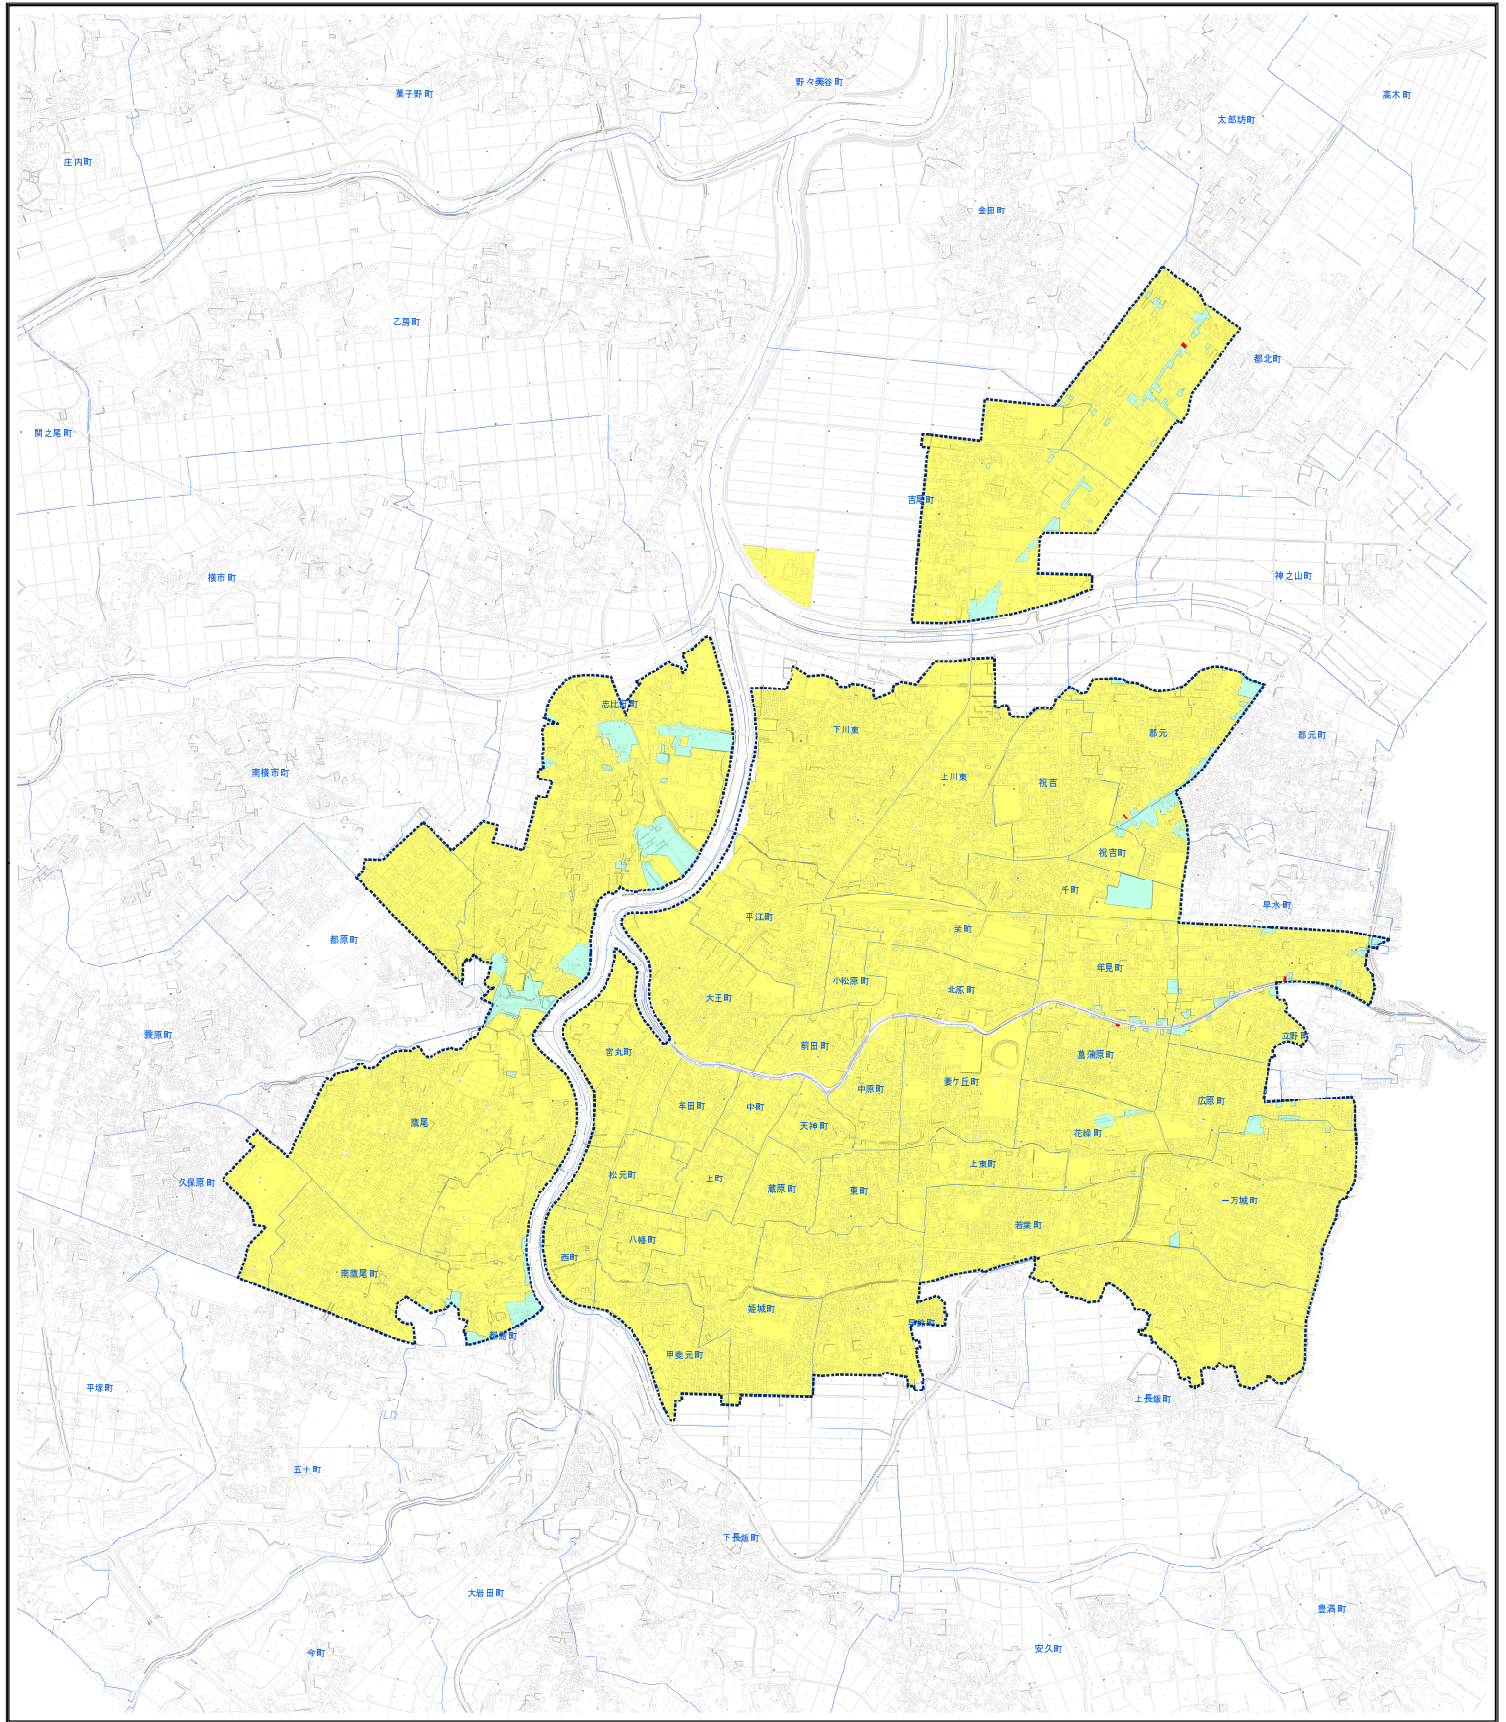 野々美谷町
菓子野町
高木町
太郎坊町
庄内町
金田町
乙房町
都北町
関之尾町
吉尾町
横市町
神之山町
志比田町
下川東
郡元
郡元町
南横市町
上川東
祝吉
祝吉町
千町
早水町
平江町
栄町
都原町
年見町
小松原町
北原町
大王町
蓑原町
立野町
宮丸町
前田町
菖蒲原町
妻ケ丘町
中原町
広原町
牟田町
中町
鷹尾
天神町
花繰町
上東町
松元町
上町
久保原町
蔵原町
東町
一万城町
若葉町
八幡町
西町
南鷹尾町
姫城町
早鈴町
都島町
甲斐元町
平塚町
上長飯町
五十町
下長飯町
大岩田町
豊満町
安久町
今町